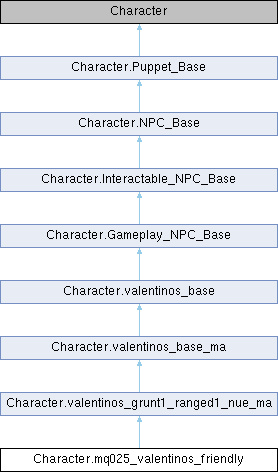 Character
Character.Puppet_Base
Character.NPC_Base
Character.Interactable_NPC_Base
Character.Gameplay_NPC_Base
Character.valentinos_base
Character.valentinos_base_ma
Character.valentinos_grunt1_ranged1_nue_ma
Character.mq025_valentinos_friendly